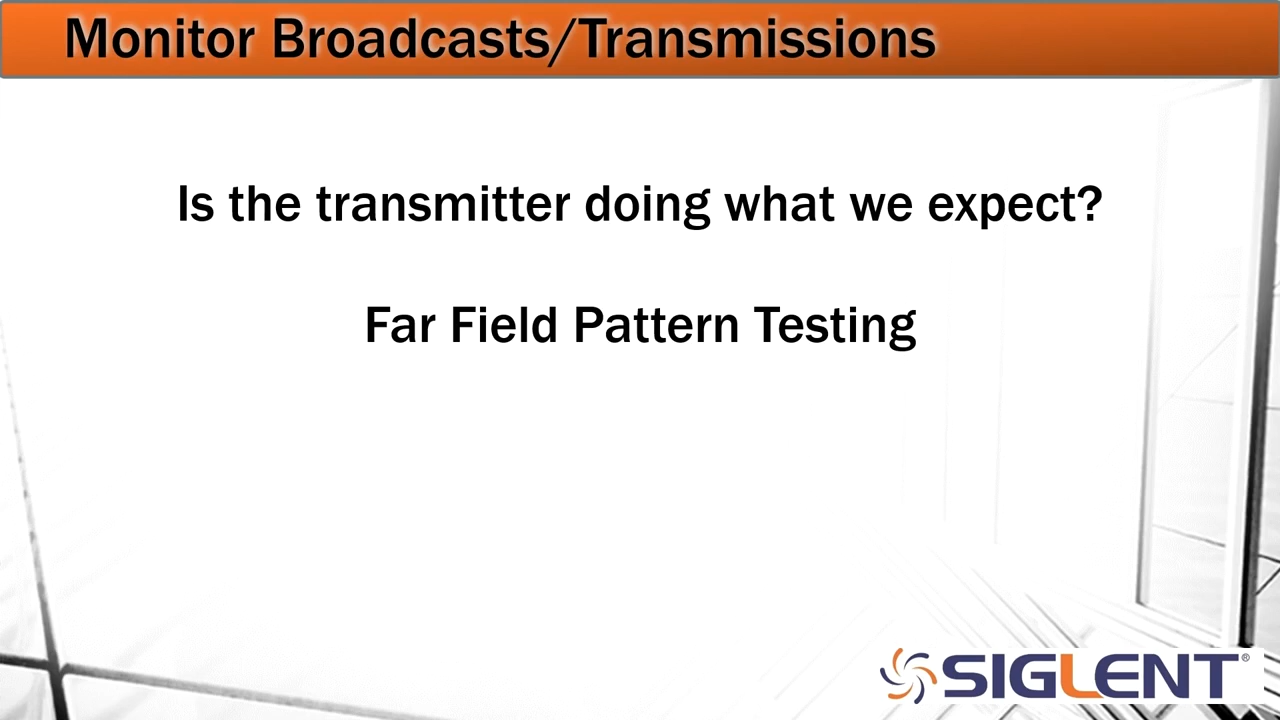 Monitor Broadcasts/Transmissions
Is the transmitter doing what we expect?
Far Field Pattern Testing
SIGLENT®